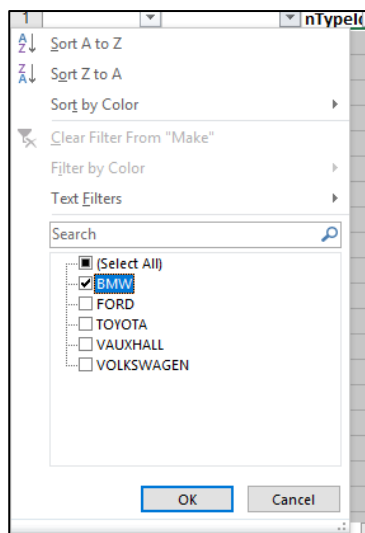 1
nTypeId
Sort A to Z
Sort Z to A
Sort by Color
Clear Filter From "Make"
Filter by Color
Text Filters
Search
(Select All)
BMW
FORD
TOYOTA
VAUXHALL
VOLKSWAGEN
OK Cancel